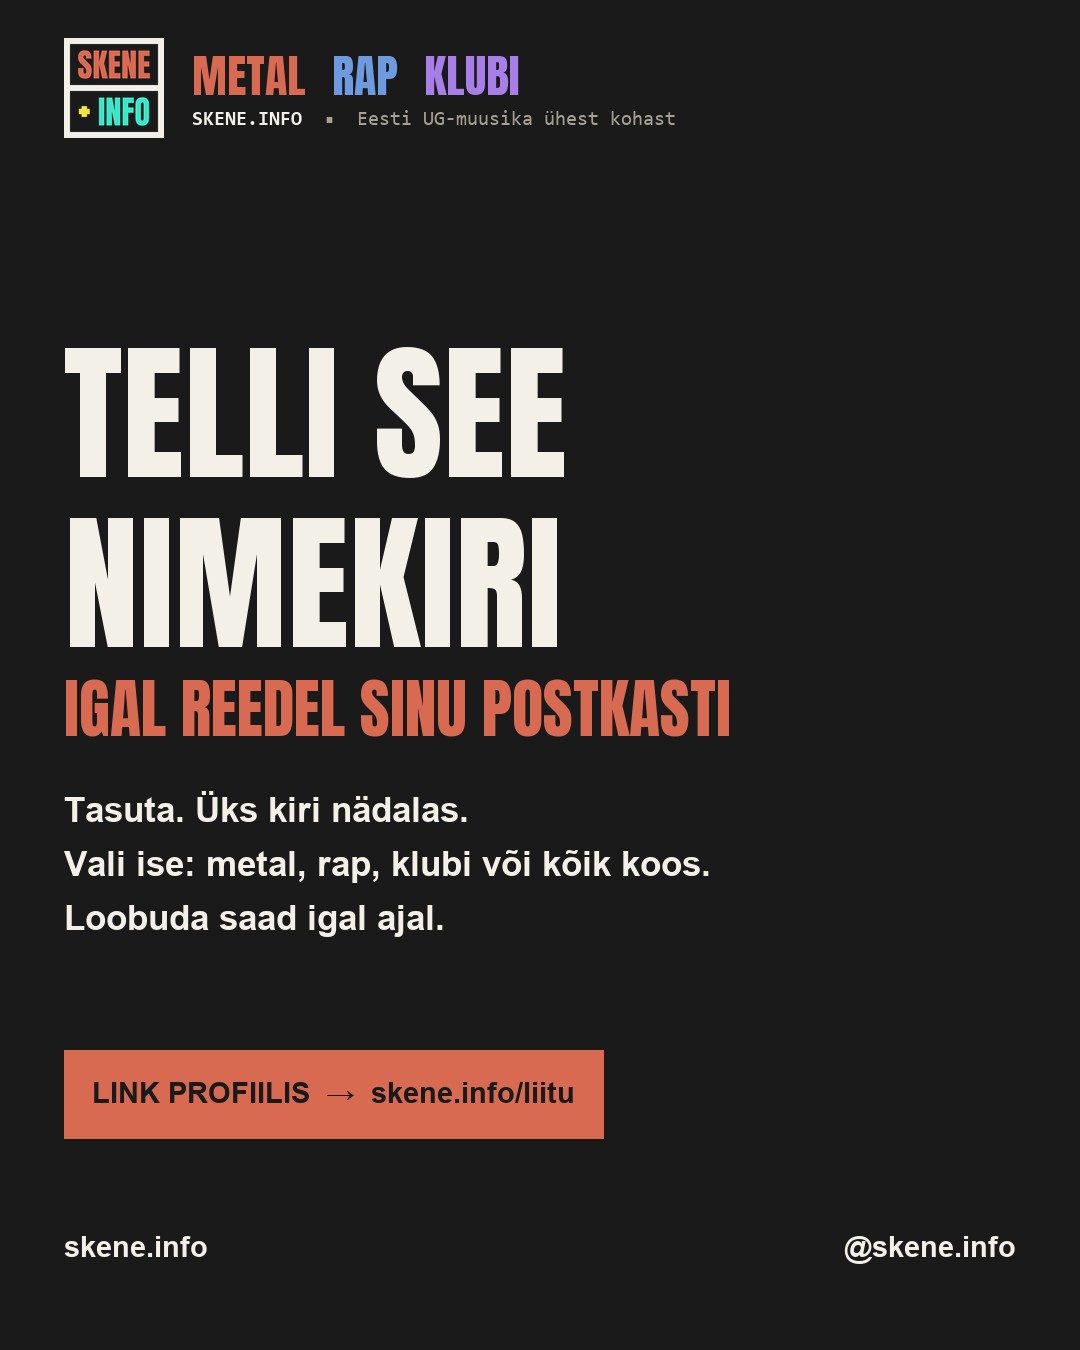 SKENE
INFO
METAL RAP KLUBI
SKENE.INFO ▪ Eesti UG-muusika ühest kohast
TELLI SEE
NIMEKIRI
IGAL REEDEL SINU POSTKASTI
Tasuta. Üks kiri nädalas.
Vali ise: metal, rap, klubi või kõik koos.
Loobuda saad igal ajal.
LINK PROFIILIS → skene.info/liitu
skene.info
@skene.info